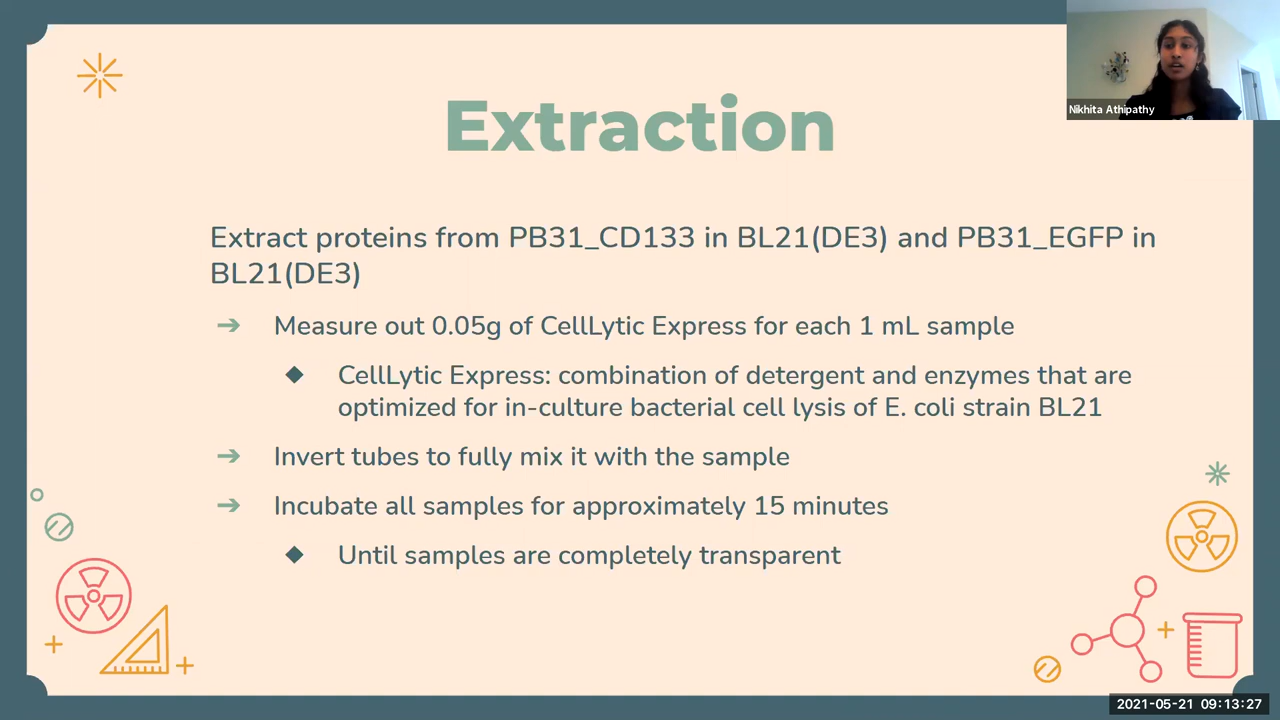 Nikhita Athipathy
Extraction
Extract proteins from PB31_CD133 in BL21(DE3) and PB31_EGFP in
BL21(DE3)
➔ Measure out 0.05g of CellLytic Express for each 1 mL sample
◆ CellLytic Express: combination of detergent and enzymes that are
optimized for in-culture bacterial cell lysis of E. coli strain BL21
➔ Invert tubes to fully mix it with the sample
➔ Incubate all samples for approximately 15 minutes
◆ Until samples are completely transparent
2021-05-21 09:13:27